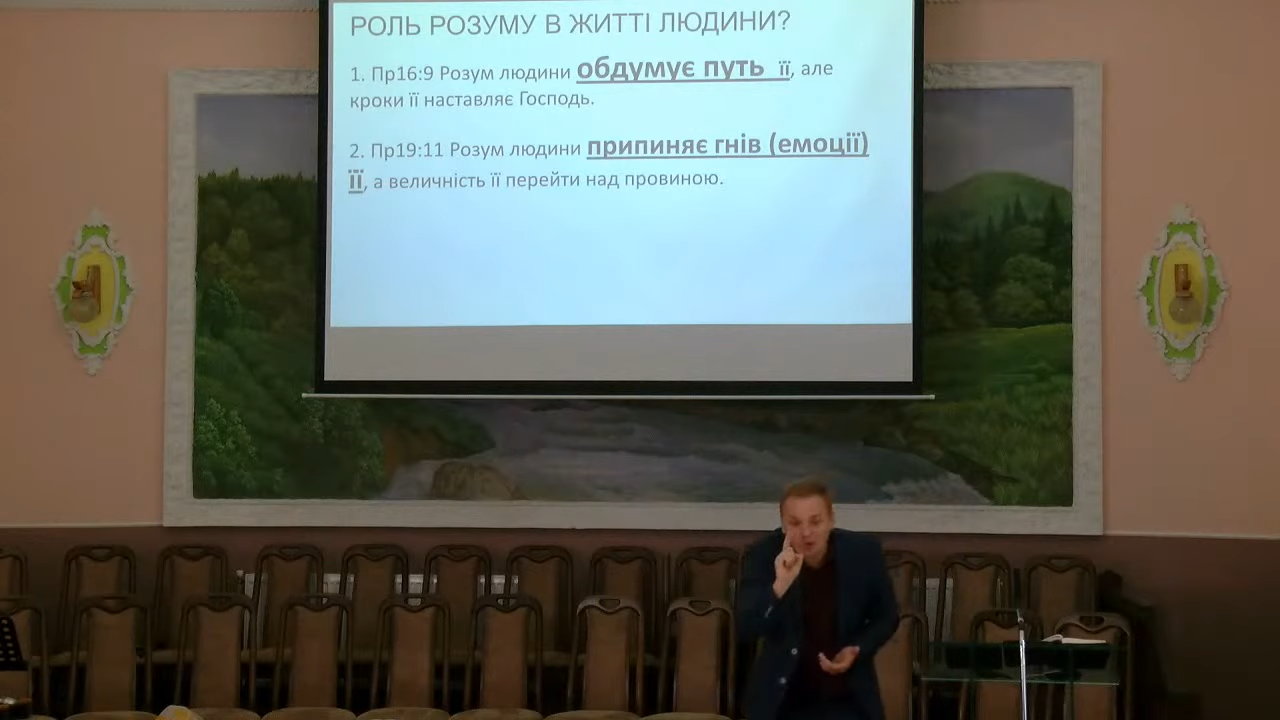 РОЛЬ РОЗУМУ В ЖИТТІ ЛЮДИНИ?
1. Пр16:9 Розум людини обдумує путь її, але
кроки її наставляє Господь.
2. Пр19:11 Розум людини припиняє гнів (емоції)
її, а величність її перейти над провиною.